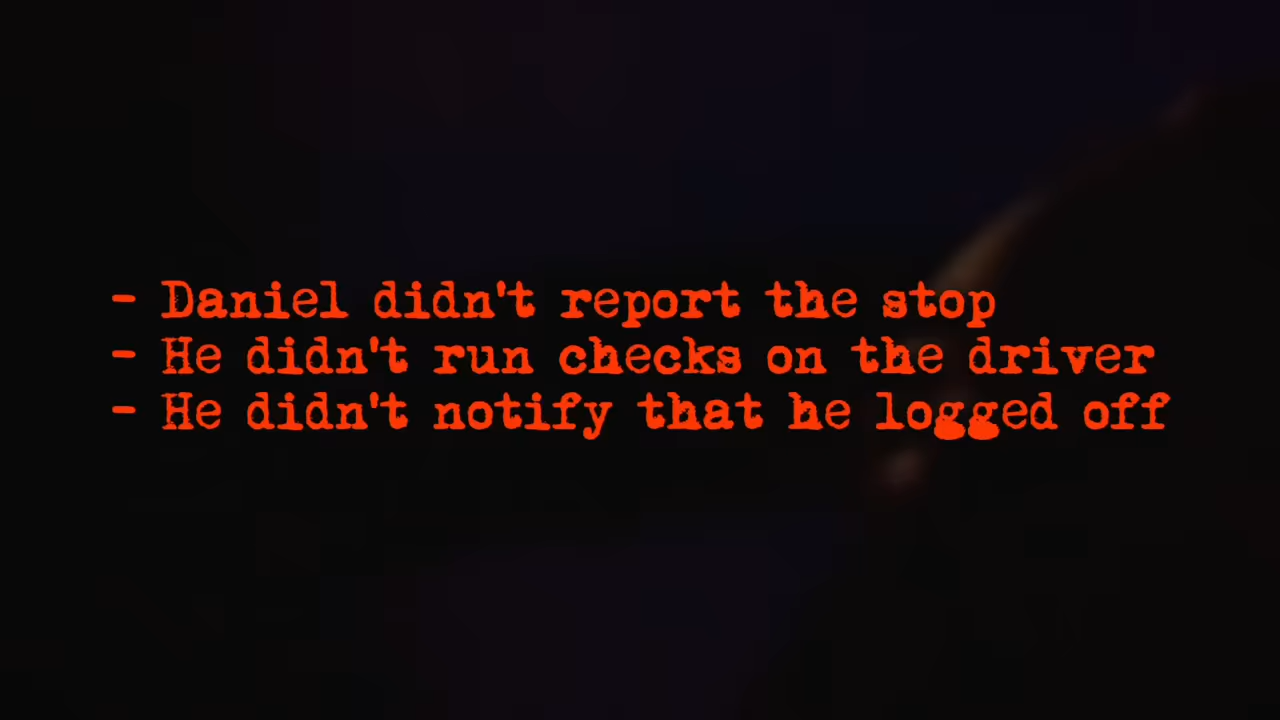 - Daniel didn't report the stop
- He didn't run checks on the driver
- He didn't notify that he logged off